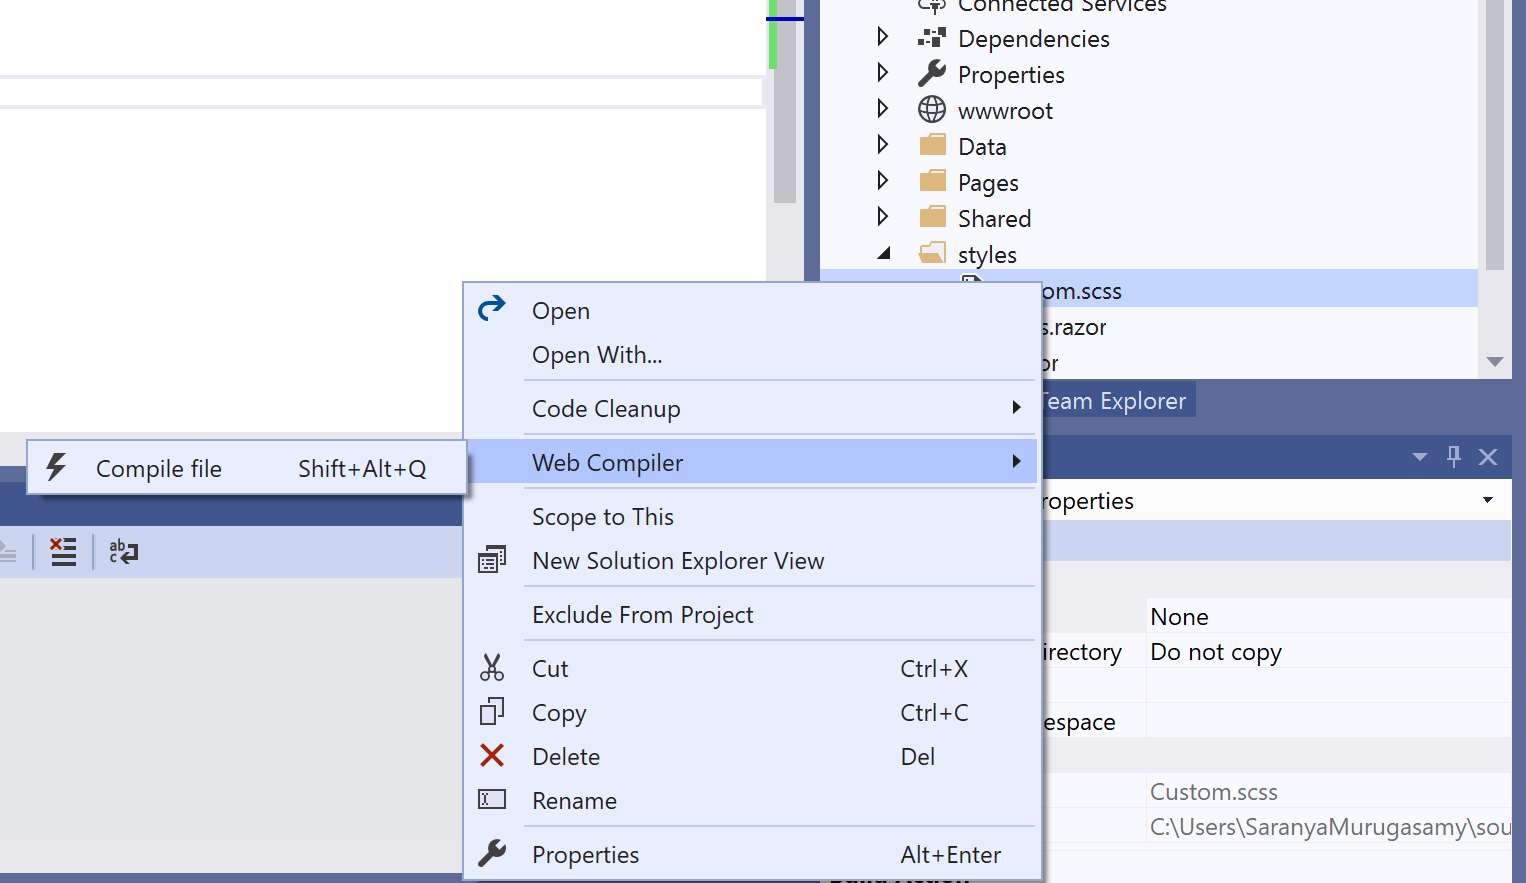 Connected Services
Dependencies
Properties
wwwroot
Data
Pages
Shared
styles
om.scss
s.razor
or
Team Explorer
Open
Open With...
Code Cleanup
Web Compiler
Compile file Shift+Alt+Q
Scope to This
New Solution Explorer View
Exclude From Project
Cut Ctrl+X
Copy Ctrl+C
Delete Del
Rename
Properties Alt+Enter
roperties
None
irectory Do not copy
espace
Custom.scss
C:\Users\SaranyaMurugasamy\sou
ab
c